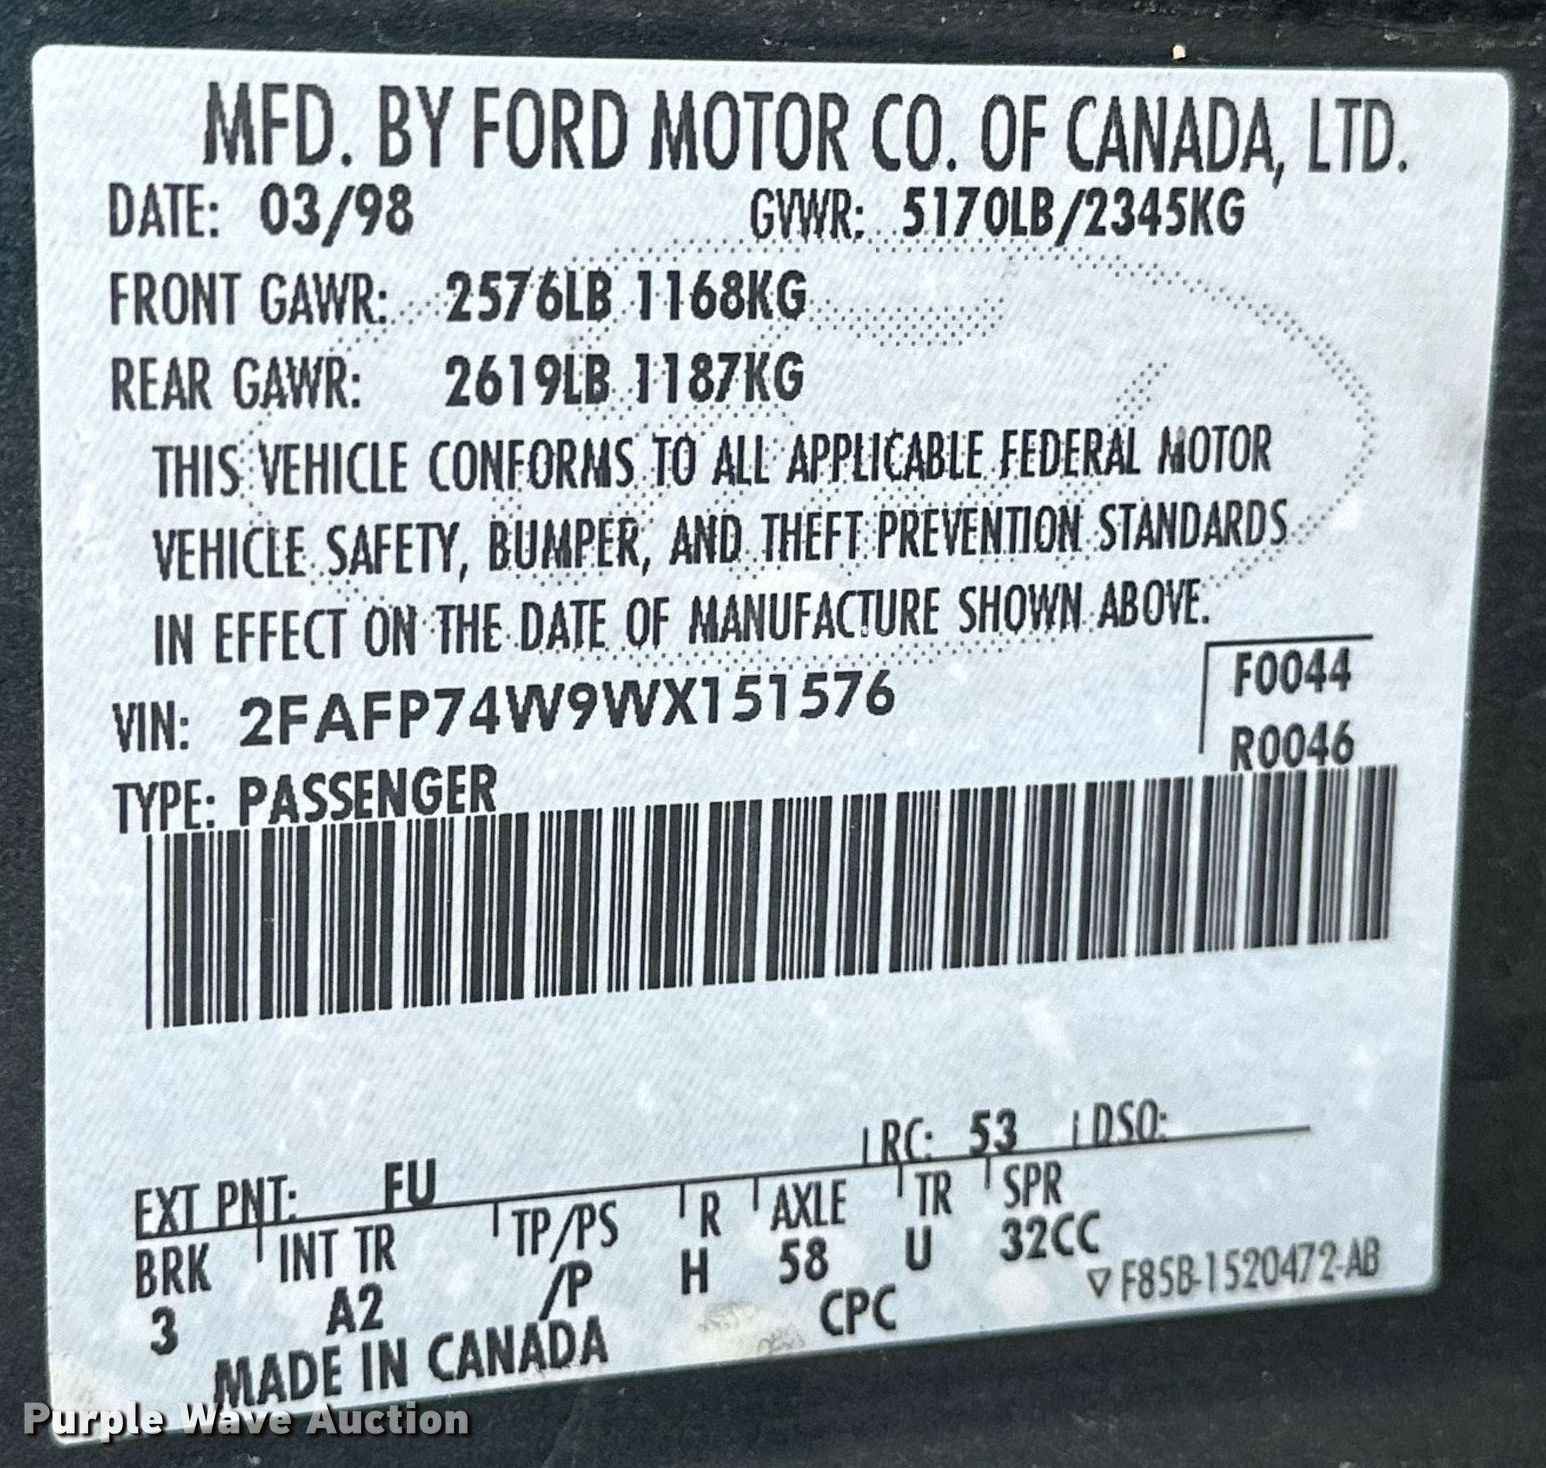 MFD. BY FORD MOTOR CO. OF CANADA, LTD.
DATE: 03/98 GVWR: 5170LB/2345KG
FRONT GAWR: 2576LB 1168KG
REAR GAWR: 2619LB 1187KG
THIS VEHICLE CONFORMS TO ALL APPLICABLE FEDERAL MOTOR
VEHICLE SAFETY, BUMPER, AND THEFT PREVENTION STANDARDS
IN EFFECT ON THE DATE OF MANUFACTURE SHOWN ABOVE.
VIN: 2FAFP74W9WX151576 F0044
TYPE: PASSENGER R0046
EXT PNT: FU RC: 53 DSO:
BRK INT TR TP/PS R AXLE TR SPR
3 A2 /P H 58 U 32CC
MADE IN CANADA CPC ▽ F85B-1520472-AB
Purple Wave Auction